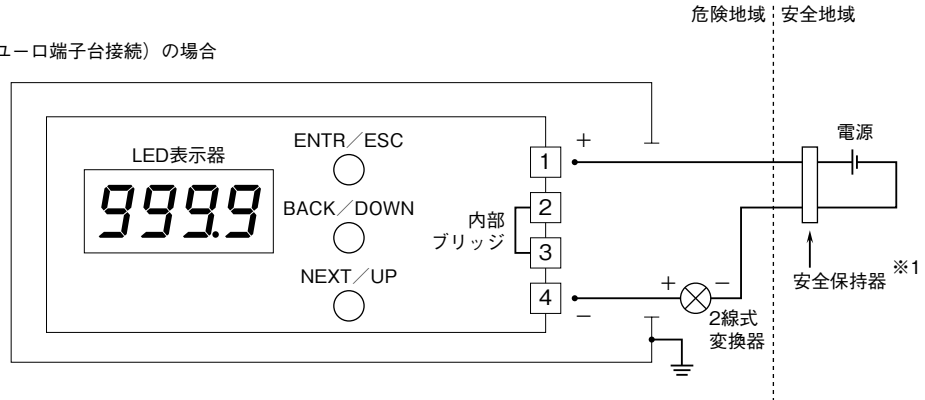 危険地域 安全地域
ューロ端子台接続）の場合
電源
LED表示器
999.9
ENTR／ESC
BACK／DOWN
NEXT／UP
内部
ブリッジ
1
2
3
4
+
−
+ −
2線式
変換器
安全保持器 ※1